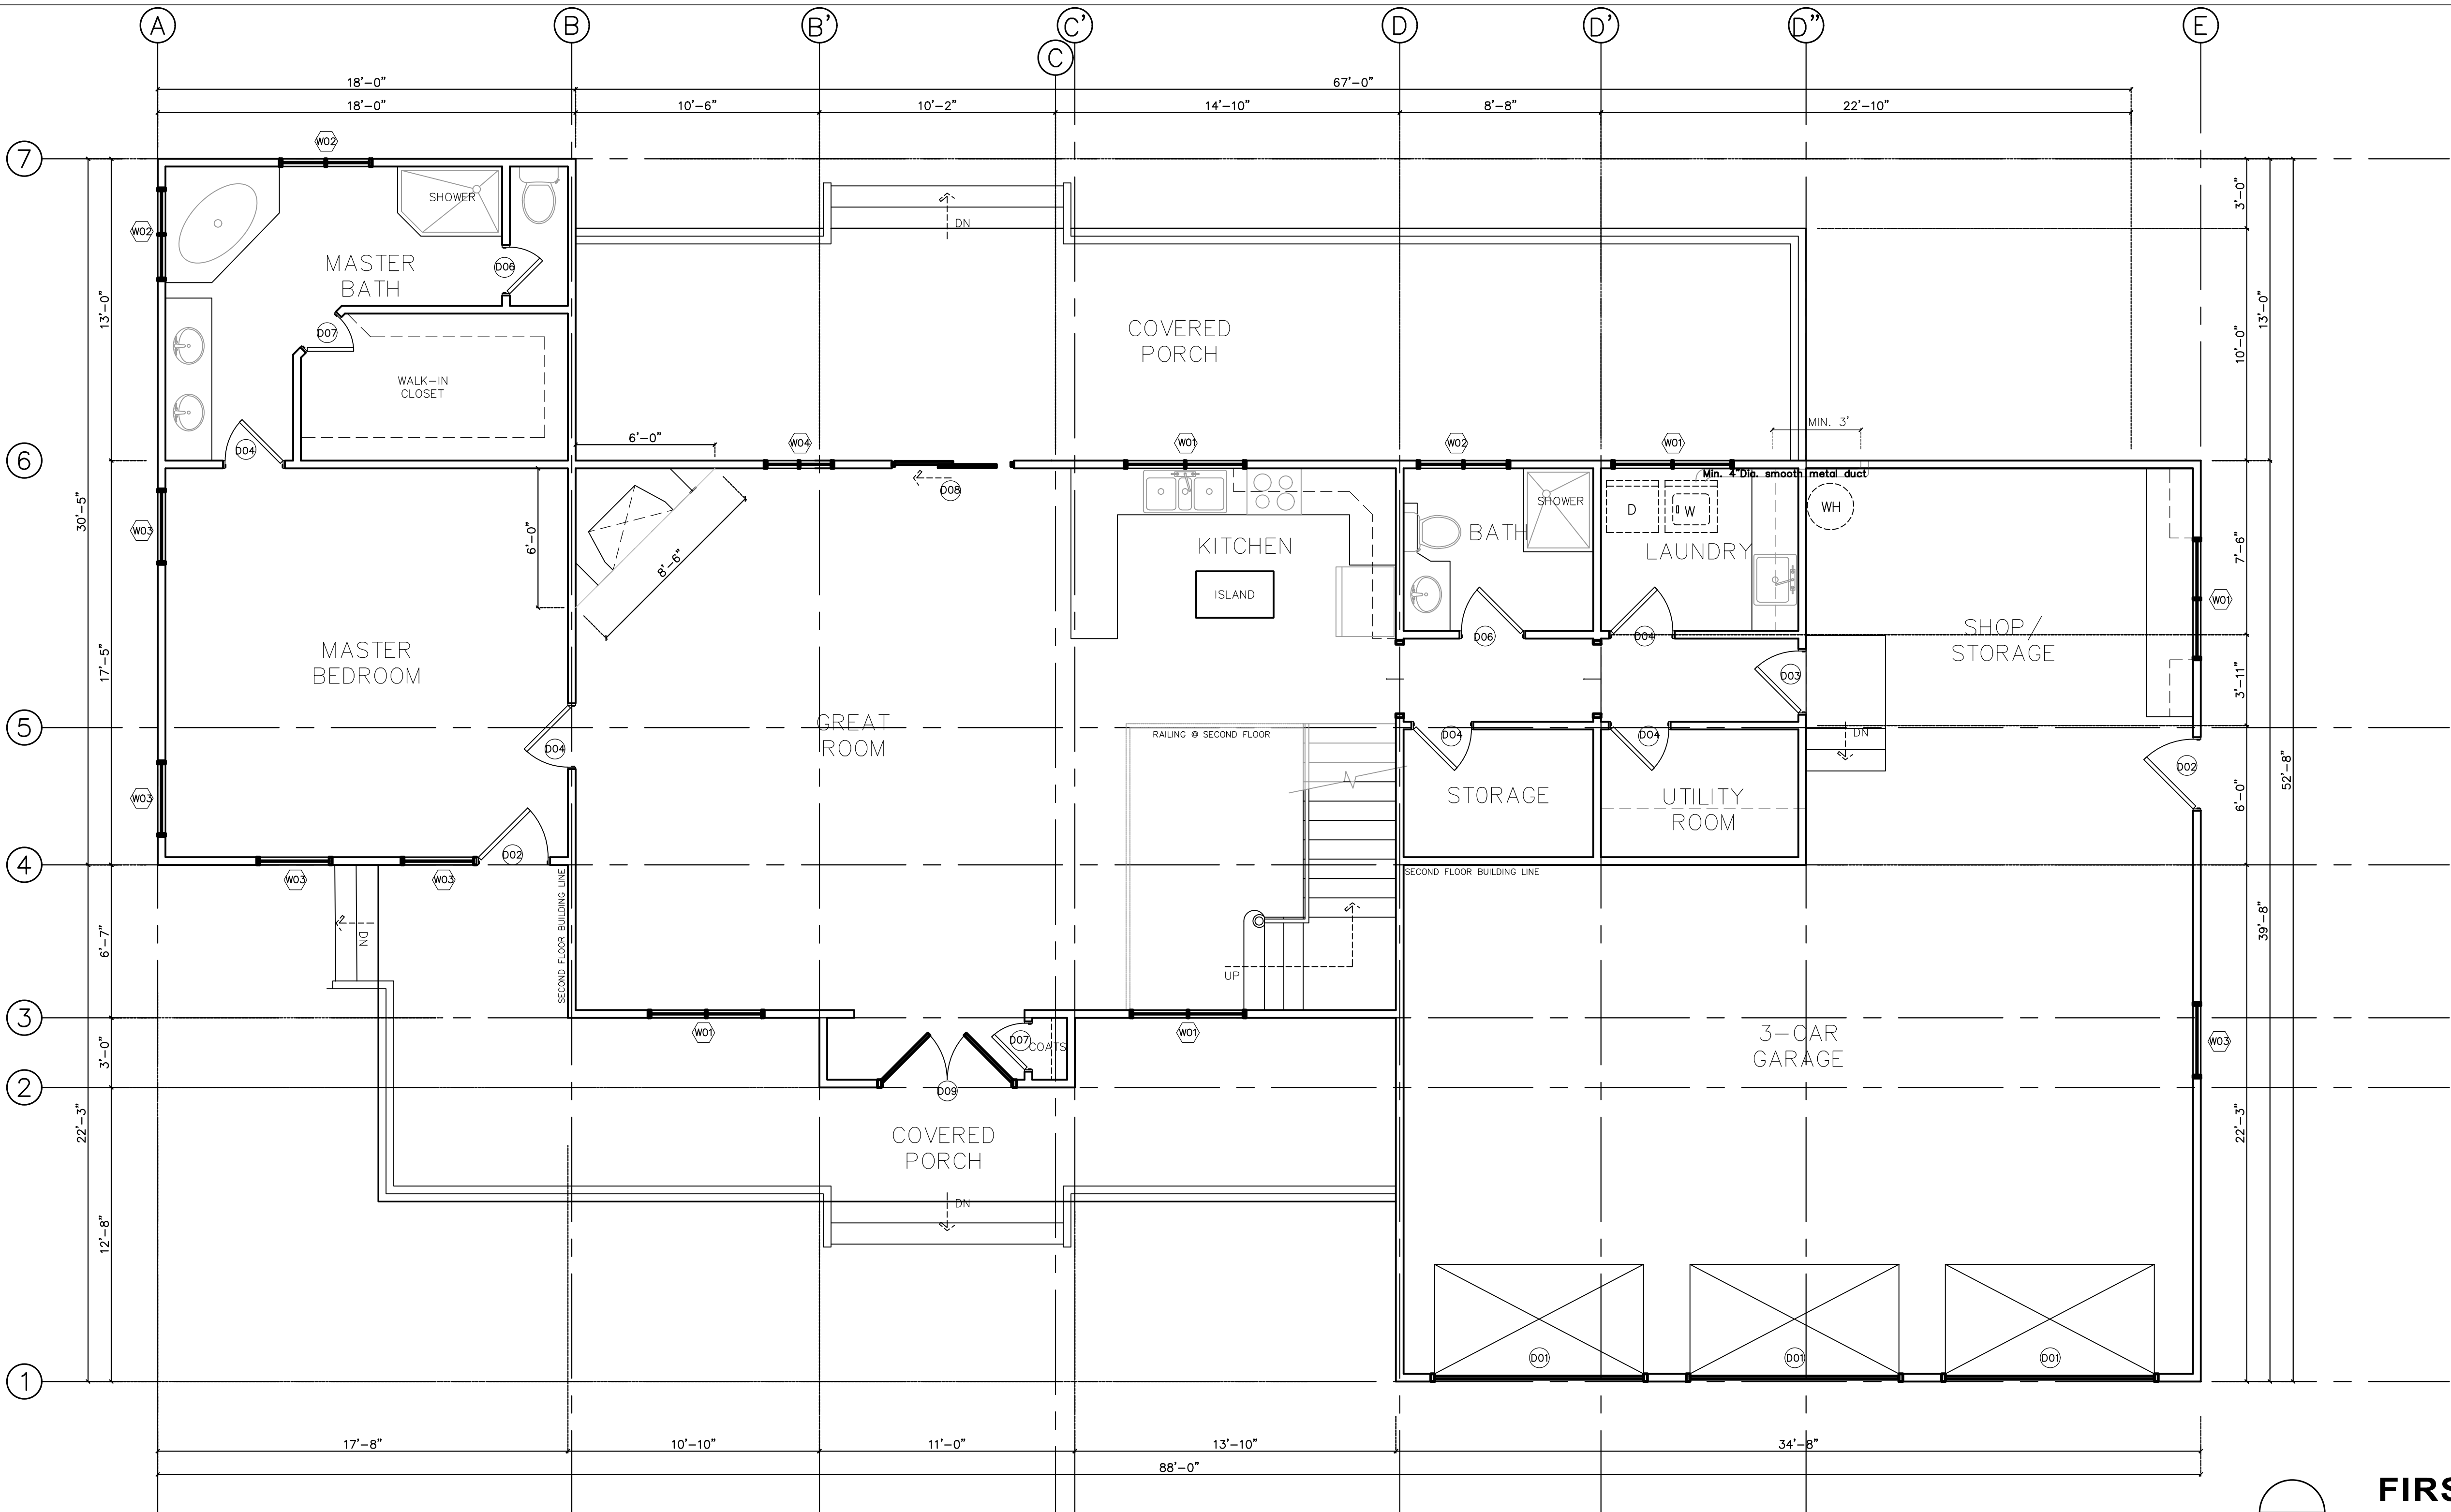 A
B
B'
C'
C
D
D'
D"
E
18'-0"
67'-0"
18'-0"
10'-6"
10'-2"
14'-10"
8'-8"
22'-10"
7
W02
SHOWER
3'-0"
W02
DN
D06
MASTER
BATH
13'-0"
13'-0"
10'-0"
D07
COVERED
PORCH
WALK-IN
CLOSET
MIN. 3'
6
D04
6'-0"
W04
W01
W02
W01
Min. 4"Dia. smooth metal duct
D08
30'-5"
W03
6'-0"
8'-6"
SHOWER
D
W
WH
KITCHEN
BATH
LAUNDRY
7'-6"
ISLAND
W01
D06
D04
SHOP/
STORAGE
MASTER
BEDROOM
17'-5"
D03
3'-11"
5
GREAT
ROOM
RAILING @ SECOND FLOOR
D04
D04
DN
D04
D02
52'-8"
W03
STORAGE
UTILITY
ROOM
6'-0"
4
D02
W03
W03
SECOND FLOOR BUILDING LINE
SECOND FLOOR BUILDING LINE
DN
6'-7"
39'-8"
UP
3
W01
D07
COATS
W01
3-CAR
GARAGE
W03
3'-0"
2
D09
22'-3"
22'-3"
COVERED
PORCH
DN
12'-8"
D01
D01
D01
1
17'-8"
10'-10"
11'-0"
13'-10"
34'-8"
88'-0"
FIRS